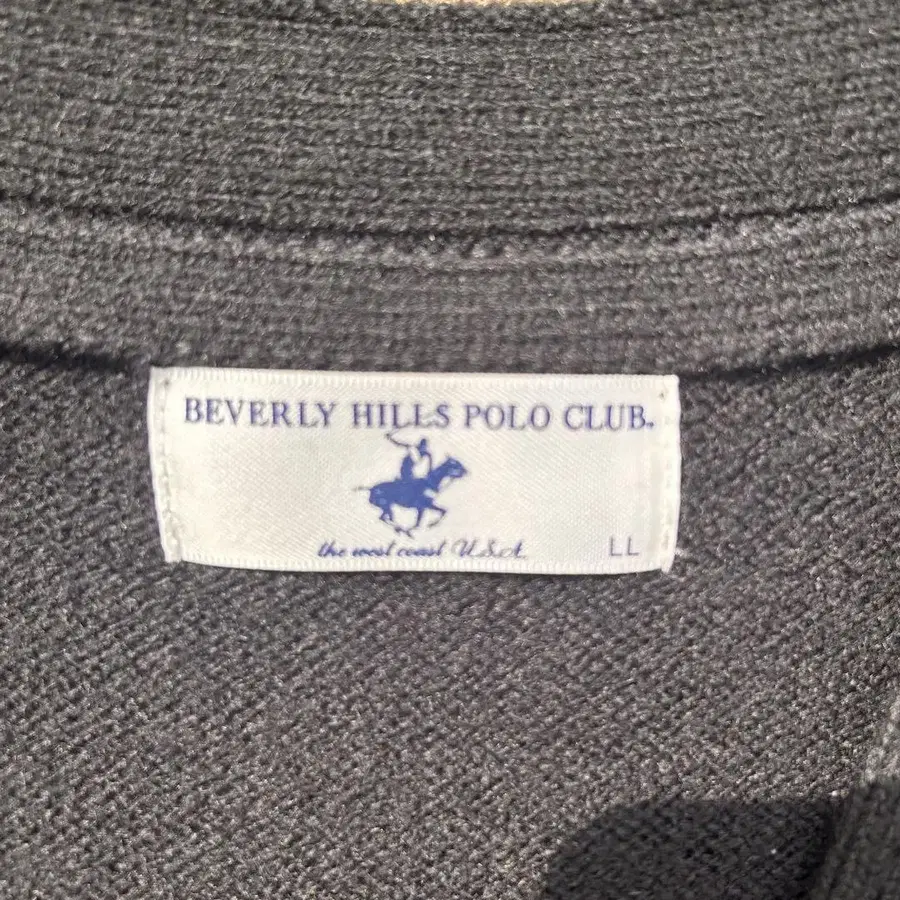 BEVERLY HILLS POLO CLUB.
the west coast U.S.A
LL